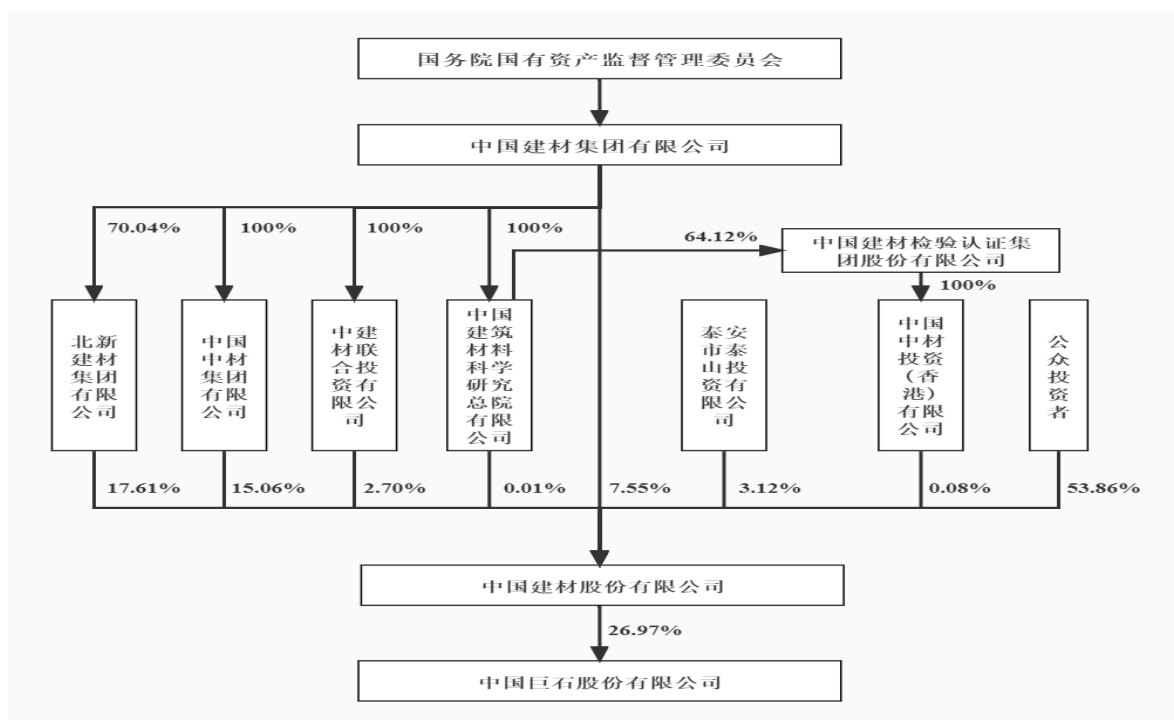 国务院国有资产监督管理委员会
中国建材集团有限公司
70.04%
100%
100%
100%
64.12%
中国建材检验认证集
团股份有限公司
100%
北新
建材
集团
有限
公司
中国
中材
集团
有限
公司
中建
材联
合投
资有
限公
司
中国
建筑
材料
科学
研究
总院
有限
公司
泰安
市泰
山投
资有
限公
司
中国
中材
投资
（香
港）
有限
公司
公
众
投
资
者
17.61%
15.06%
2.70%
0.01%
7.55%
3.12%
0.08%
53.86%
中国建材股份有限公司
26.97%
中国巨石股份有限公司